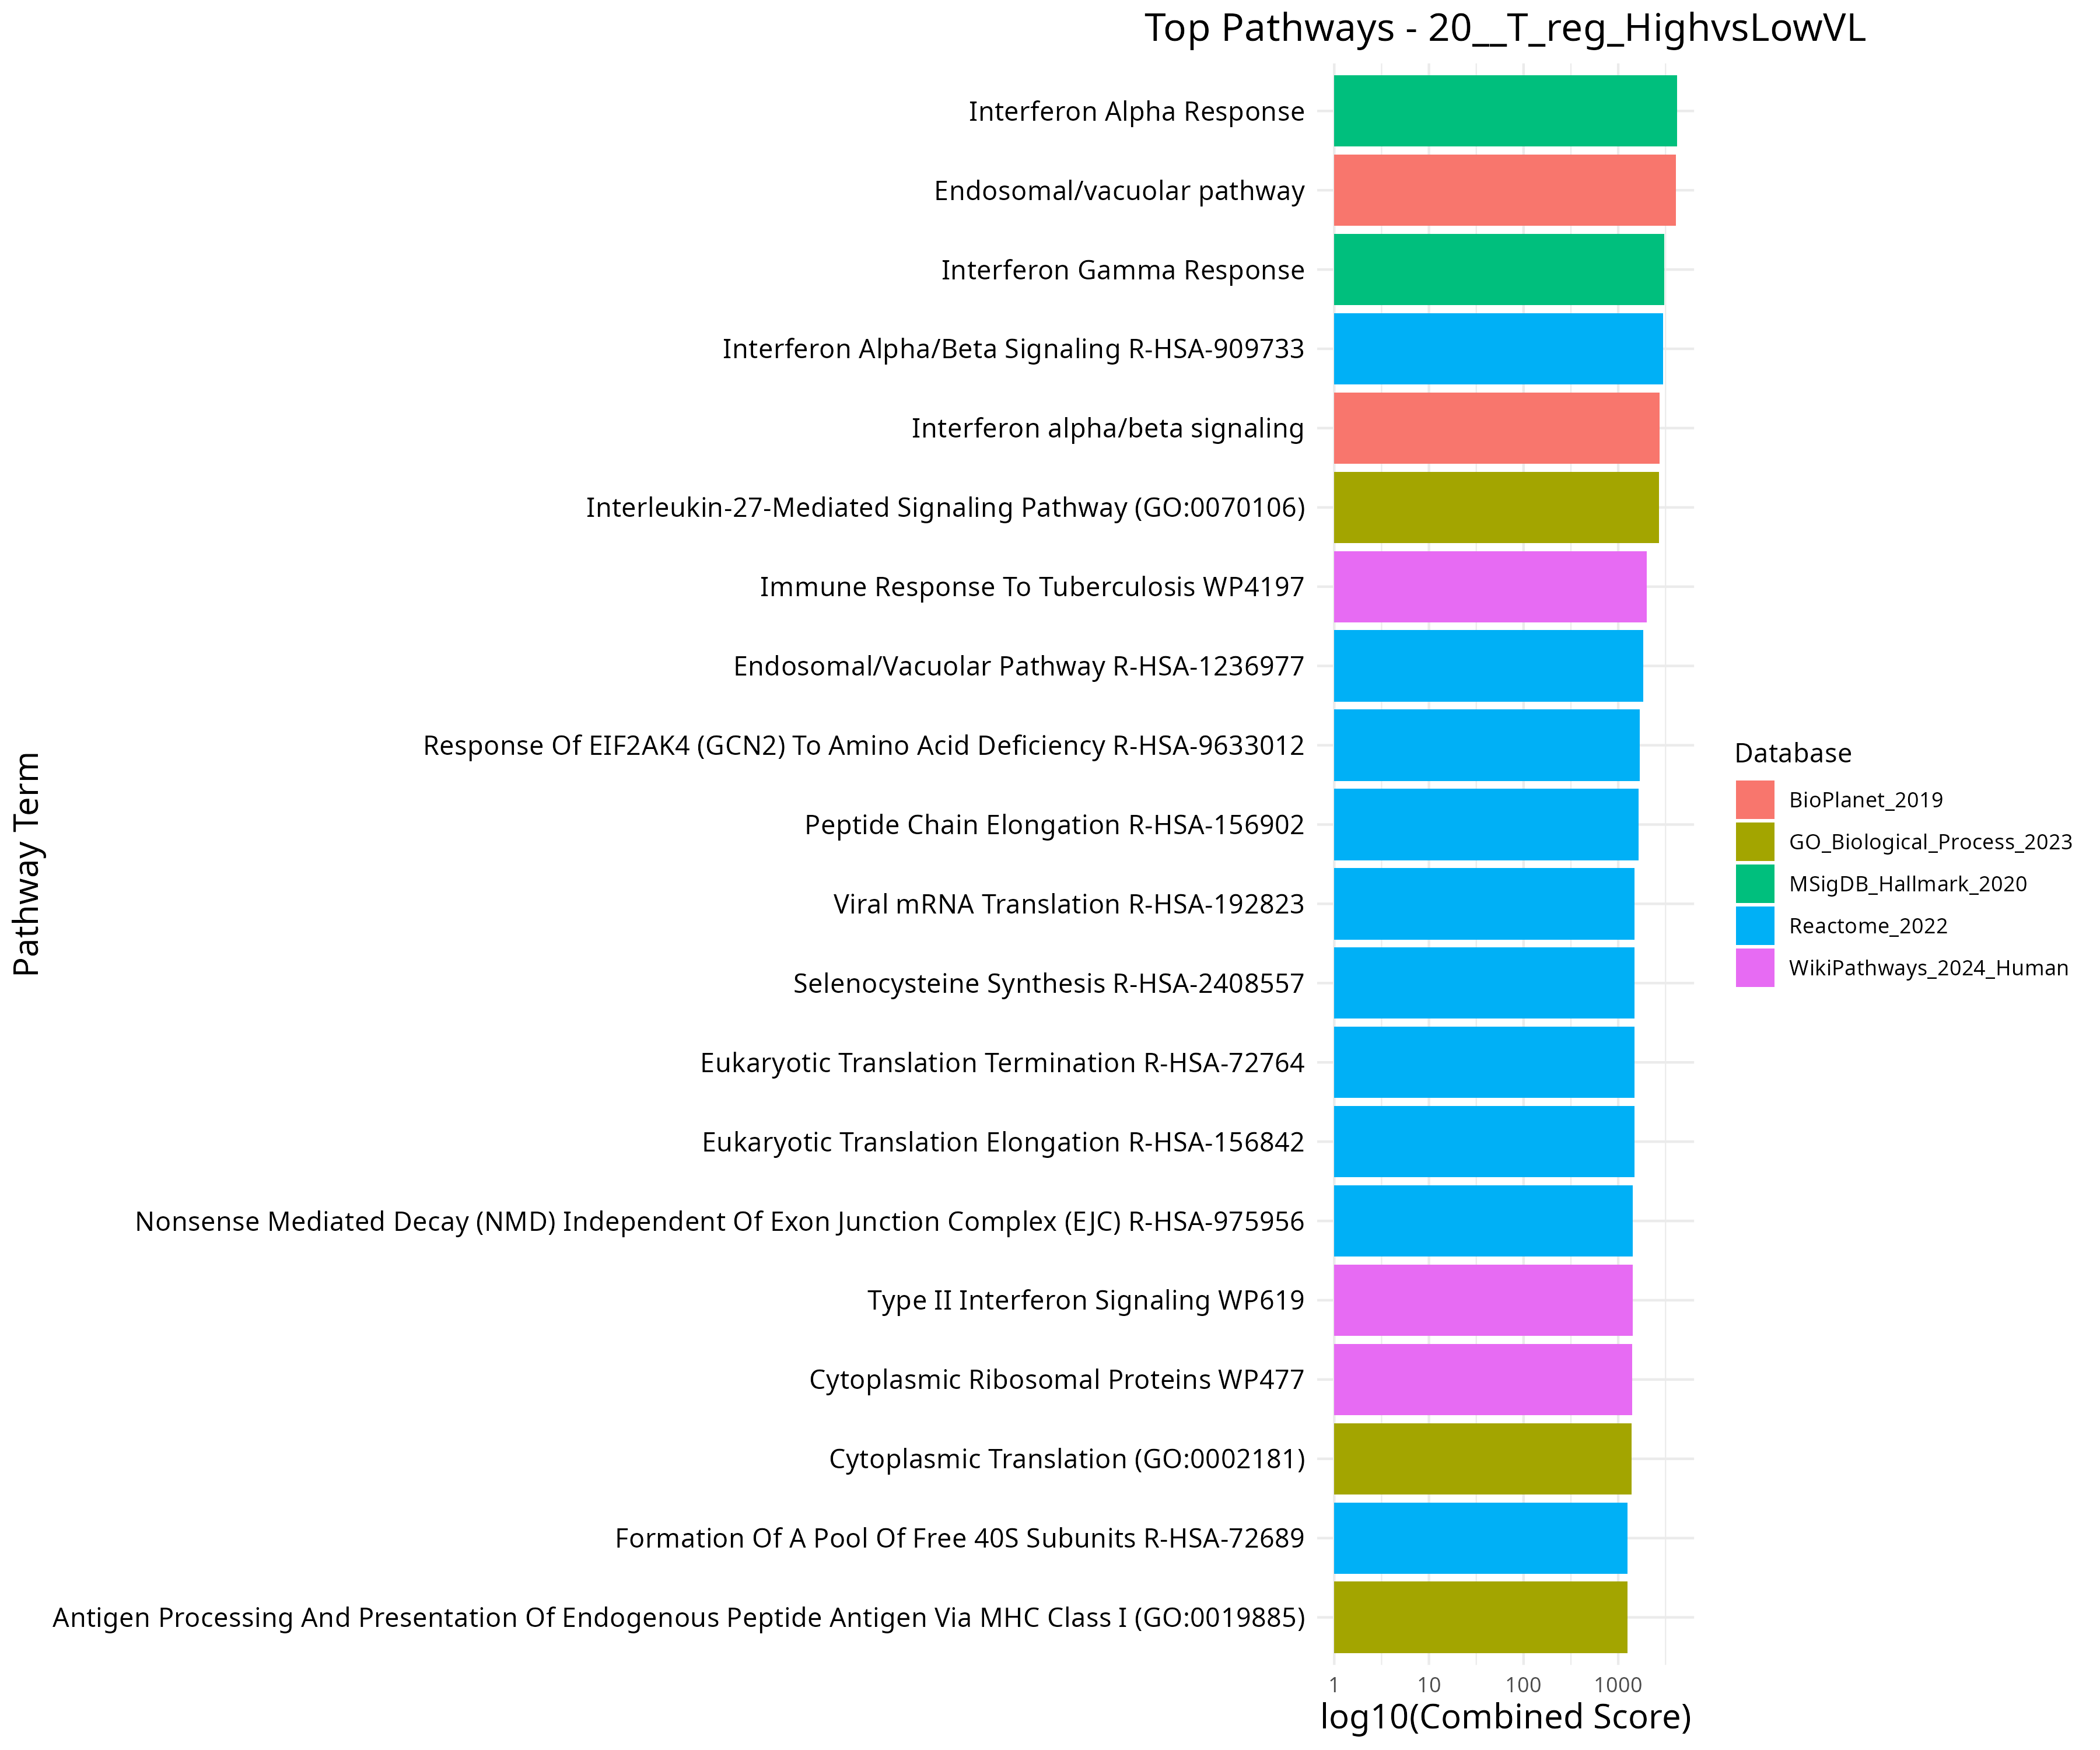 Top Pathways - 20__T_reg_HighvsLowVL
Interferon Alpha Response
Endosomal/vacuolar pathway
Interferon Gamma Response
Interferon Alpha/Beta Signaling R-HSA-909733
Interferon alpha/beta signaling
Interleukin-27-Mediated Signaling Pathway (GO:0070106)
Immune Response To Tuberculosis WP4197
Endosomal/Vacuolar Pathway R-HSA-1236977
Response Of EIF2AK4 (GCN2) To Amino Acid Deficiency R-HSA-9633012
Peptide Chain Elongation R-HSA-156902
Viral mRNA Translation R-HSA-192823
Selenocysteine Synthesis R-HSA-2408557
Eukaryotic Translation Termination R-HSA-72764
Eukaryotic Translation Elongation R-HSA-156842
Nonsense Mediated Decay (NMD) Independent Of Exon Junction Complex (EJC) R-HSA-975956
Type II Interferon Signaling WP619
Cytoplasmic Ribosomal Proteins WP477
Cytoplasmic Translation (GO:0002181)
Formation Of A Pool Of Free 40S Subunits R-HSA-72689
Antigen Processing And Presentation Of Endogenous Peptide Antigen Via MHC Class I (GO:0019885)
Pathway Term
1 10 100 1000
log10(Combined Score)
Database
BioPlanet_2019
GO_Biological_Process_2023
MSigDB_Hallmark_2020
Reactome_2022
WikiPathways_2024_Human